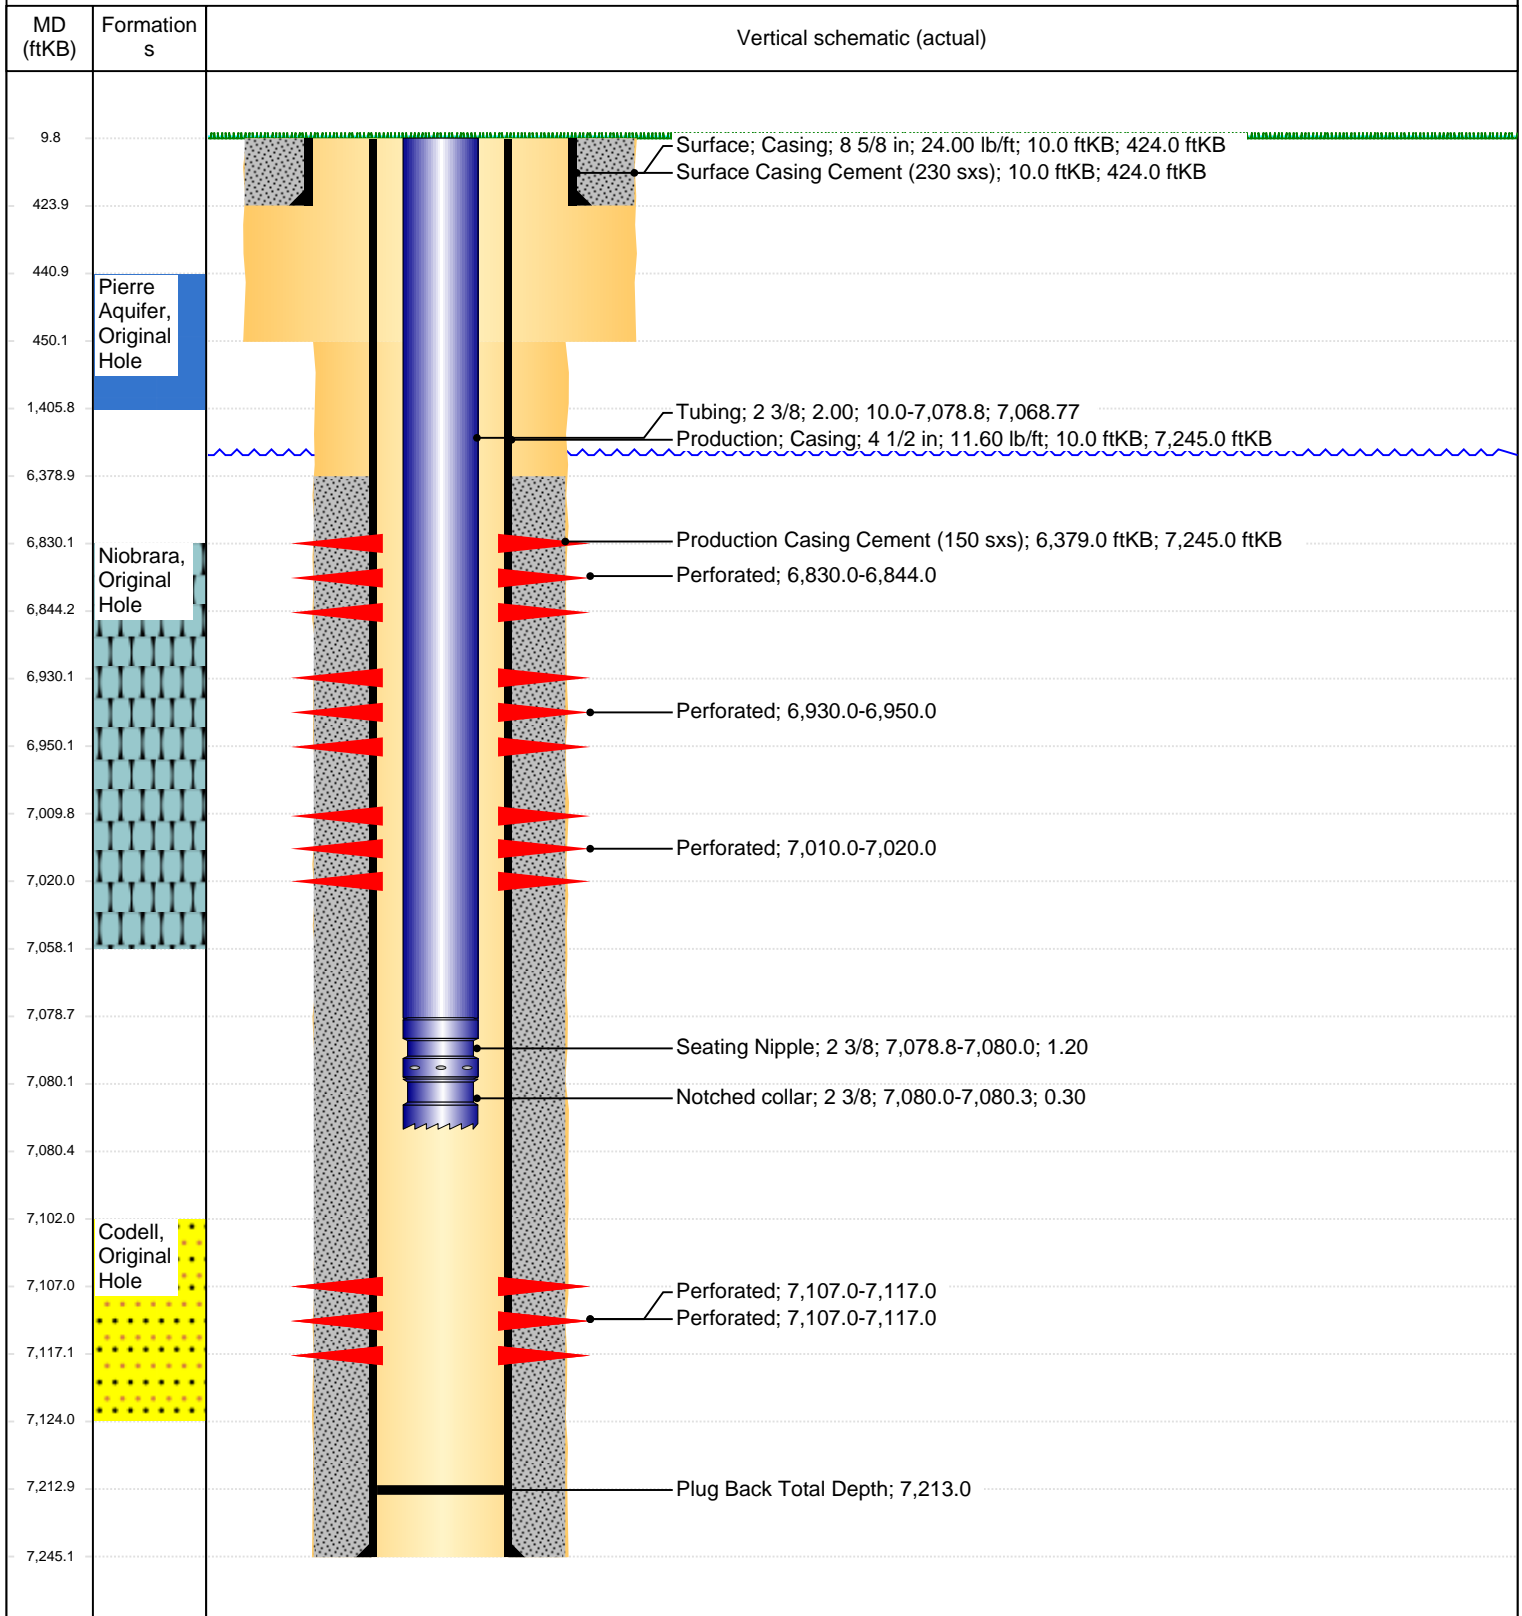 MD
(ftKB)
Formation
s
Vertical schematic (actual)
9.8
Surface; Casing; 8 5/8 in; 24.00 lb/ft; 10.0 ftKB; 424.0 ftKB
Surface Casing Cement (230 sxs); 10.0 ftKB; 424.0 ftKB
423.9
440.9
Pierre
Aquifer,
Original
Hole
450.1
1,405.8
Tubing; 2 3/8; 2.00; 10.0-7,078.8; 7,068.77
Production; Casing; 4 1/2 in; 11.60 lb/ft; 10.0 ftKB; 7,245.0 ftKB
6,378.9
6,830.1
Production Casing Cement (150 sxs); 6,379.0 ftKB; 7,245.0 ftKB
Niobrara,
Original
Hole
Perforated; 6,830.0-6,844.0
6,844.2
6,930.1
Perforated; 6,930.0-6,950.0
6,950.1
7,009.8
Perforated; 7,010.0-7,020.0
7,020.0
7,058.1
7,078.7
Seating Nipple; 2 3/8; 7,078.8-7,080.0; 1.20
7,080.1
Notched collar; 2 3/8; 7,080.0-7,080.3; 0.30
7,080.4
7,102.0
Codell,
Original
Hole
7,107.0
Perforated; 7,107.0-7,117.0
Perforated; 7,107.0-7,117.0
7,117.1
7,124.0
7,212.9
Plug Back Total Depth; 7,213.0
7,245.1